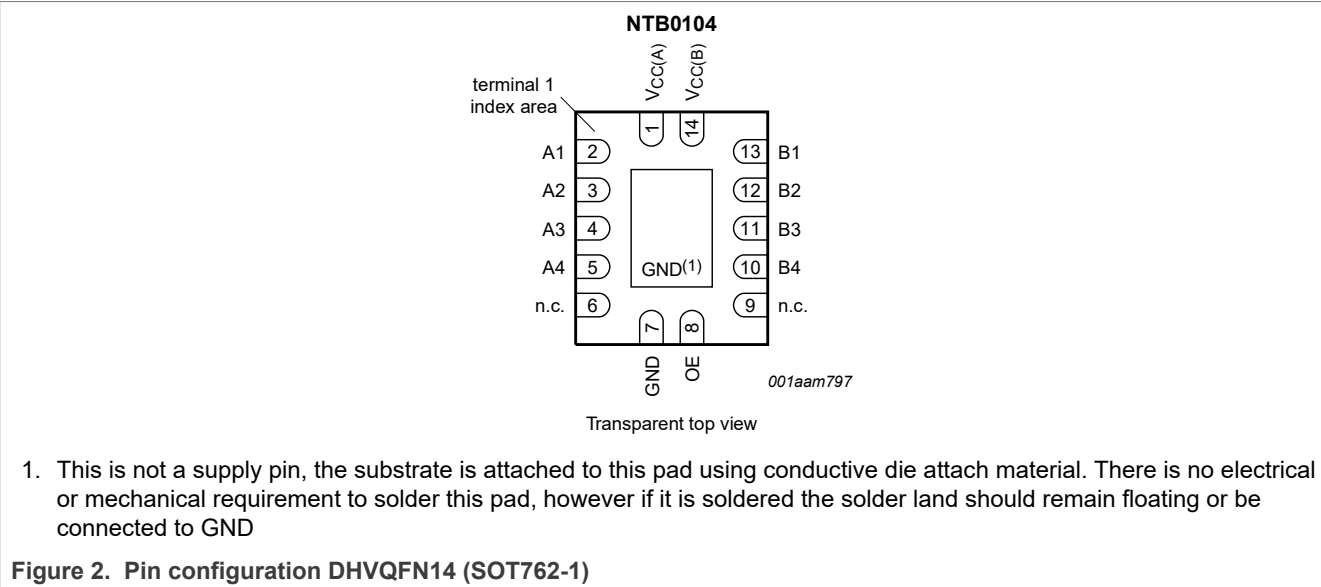 NTB0104
VCC(A)
VCC(B)
terminal 1
index area
1
14
A1 2 13 B1
A2 3 12 B2
A3 4 11 B3
A4 5 GND(1) 10 B4
n.c. 6 9 n.c.
7
8
GND
OE
001aam797
Transparent top view
1. This is not a supply pin, the substrate is attached to this pad using conductive die attach material. There is no electrical
or mechanical requirement to solder this pad, however if it is soldered the solder land should remain floating or be
connected to GND
Figure 2. Pin configuration DHVQFN14 (SOT762-1)